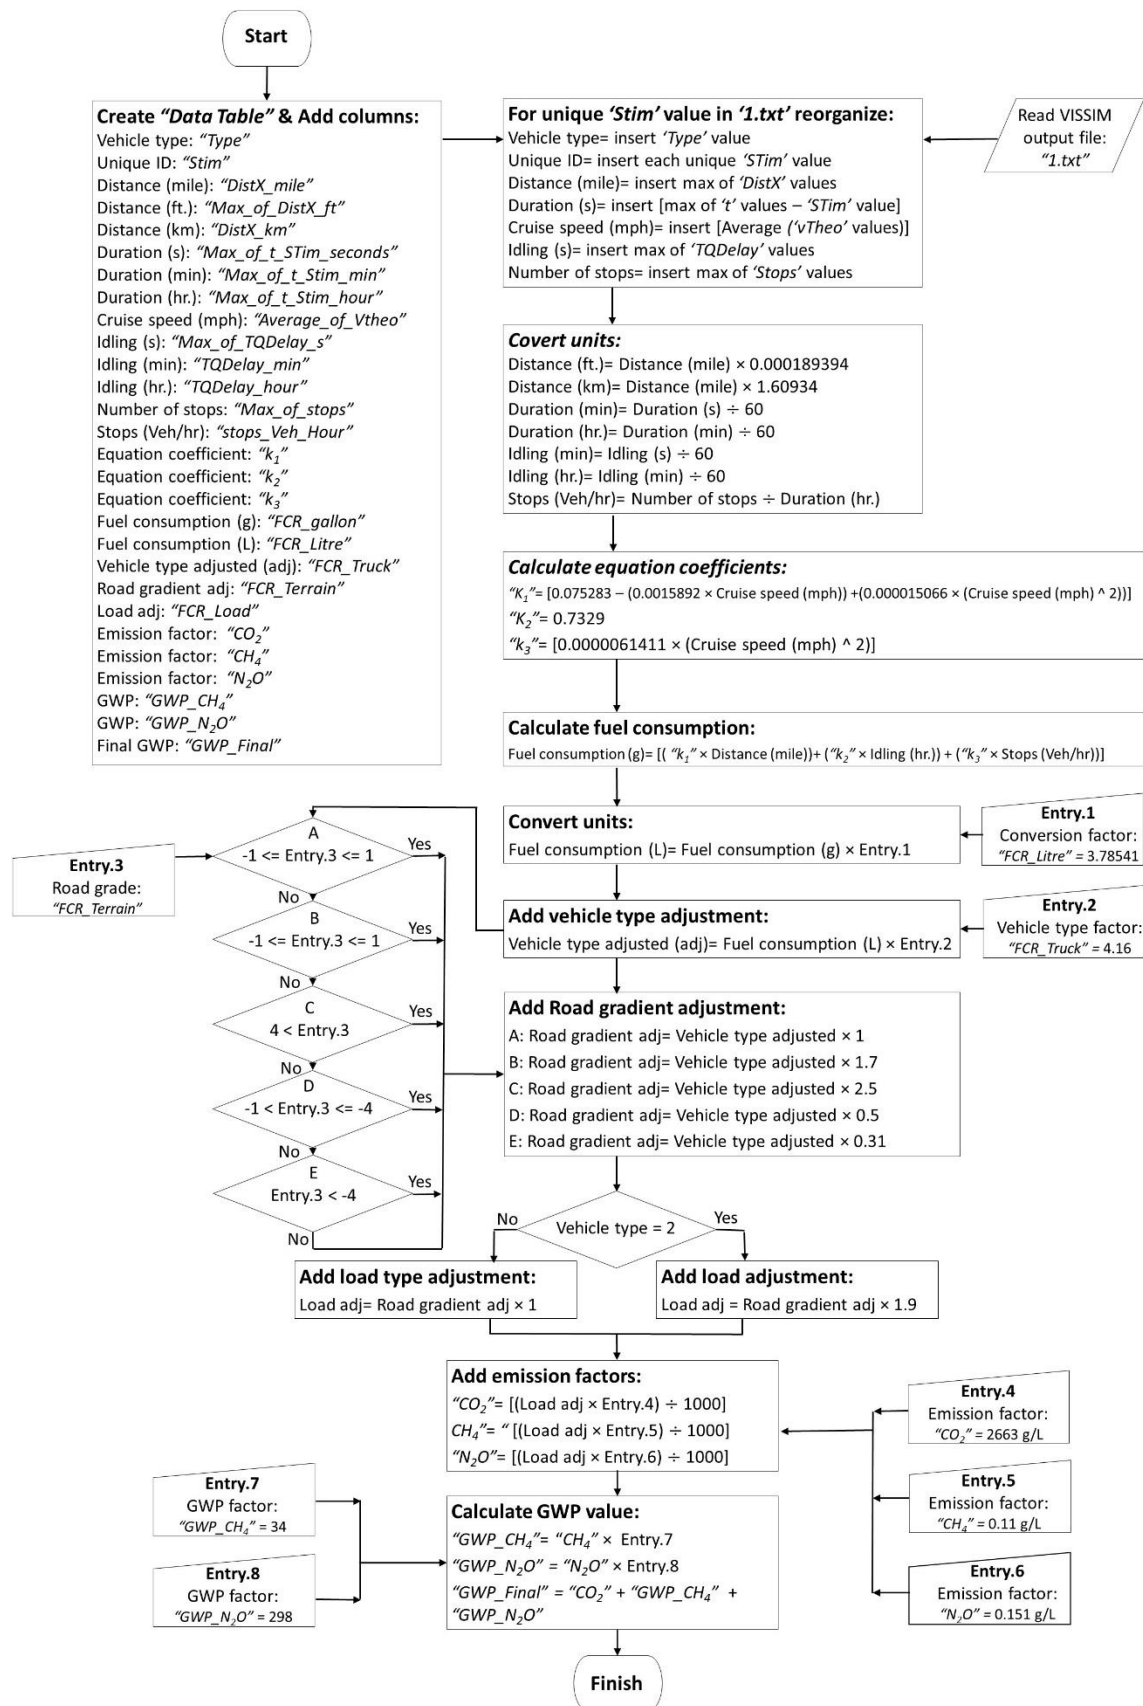 Start
Create “Data Table” & Add columns:
Vehicle type: “Type”
Unique ID: “Stim”
Distance (mile): “DistX_mile”
Distance (ft.): “Max_of_DistX_ft”
Distance (km): “DistX_km”
Duration (s): “Max_of_t_STim_seconds”
Duration (min): “Max_of_t_Stim_min”
Duration (hr.): “Max_of_t_Stim_hour”
Cruise speed (mph): “Average_of_Vtheo”
Idling (s): “Max_of_TQDelay_s”
Idling (min): “TQDelay_min”
Idling (hr.): “TQDelay_hour”
Number of stops: “Max_of_stops”
Stops (Veh/hr): “stops_Veh_Hour”
Equation coefficient: “k₁”
Equation coefficient: “k₂”
Equation coefficient: “k₃”
Fuel consumption (g): “FCR_gallon”
Fuel consumption (L): “FCR_Litre”
Vehicle type adjusted (adj): “FCR_Truck”
Road gradient adj: “FCR_Terrain”
Load adj: “FCR_Load”
Emission factor: “CO₂”
Emission factor: “CH₄”
Emission factor: “N₂O”
GWP: “GWP_CH₄”
GWP: “GWP_N₂O”
Final GWP: “GWP_Final”
For unique ‘Stim’ value in ‘1.txt’ reorganize:
Vehicle type= insert ‘Type’ value
Unique ID= insert each unique ‘STim’ value
Distance (mile)= insert max of ‘DistX’ values
Duration (s)= insert [max of ‘t’ values – ‘STim’ value]
Cruise speed (mph)= insert [Average (‘vTheo’ values)]
Idling (s)= insert max of ‘TQDelay’ values
Number of stops= insert max of ‘Stops’ values
Read VISSIM
output file:
“1.txt”
Covert units:
Distance (ft.)= Distance (mile) × 0.000189394
Distance (km)= Distance (mile) × 1.60934
Duration (min)= Duration (s) ÷ 60
Duration (hr.)= Duration (min) ÷ 60
Idling (min)= Idling (s) ÷ 60
Idling (hr.)= Idling (min) ÷ 60
Stops (Veh/hr)= Number of stops ÷ Duration (hr.)
Calculate equation coefficients:
“K₁”= [0.075283 – (0.0015892 × Cruise speed (mph)) +(0.000015066 × (Cruise speed (mph) ^ 2))]
“K₂”= 0.7329
“k₃”= [0.0000061411 × (Cruise speed (mph) ^ 2)]
Calculate fuel consumption:
Fuel consumption (g)= [( “k₁” × Distance (mile))+ (“k₂” × Idling (hr.)) + (“k₃” × Stops (Veh/hr))]
Convert units:
Fuel consumption (L)= Fuel consumption (g) × Entry.1
Entry.1
Conversion factor:
“FCR_Litre” = 3.78541
Add vehicle type adjustment:
Vehicle type adjusted (adj)= Fuel consumption (L) × Entry.2
Entry.2
Vehicle type factor:
“FCR_Truck” = 4.16
Entry.3
Road grade:
“FCR_Terrain”
A
-1 <= Entry.3 <= 1
Yes
No
B
-1 <= Entry.3 <= 1
Yes
No
C
4 < Entry.3
Yes
No
D
-1 < Entry.3 <= -4
Yes
No
E
Entry.3 < -4
Yes
No
Add Road gradient adjustment:
A: Road gradient adj= Vehicle type adjusted × 1
B: Road gradient adj= Vehicle type adjusted × 1.7
C: Road gradient adj= Vehicle type adjusted × 2.5
D: Road gradient adj= Vehicle type adjusted × 0.5
E: Road gradient adj= Vehicle type adjusted × 0.31
No
Vehicle type = 2
Yes
Add load type adjustment:
Load adj= Road gradient adj × 1
Add load adjustment:
Load adj = Road gradient adj × 1.9
Add emission factors:
“CO₂”= [(Load adj × Entry.4) ÷ 1000]
CH₄”= “ [(Load adj × Entry.5) ÷ 1000]
“N₂O”= [(Load adj × Entry.6) ÷ 1000]
Entry.4
Emission factor:
“CO₂” = 2663 g/L
Entry.5
Emission factor:
“CH₄” = 0.11 g/L
Entry.6
Emission factor:
“N₂O” = 0.151 g/L
Entry.7
GWP factor:
“GWP_CH₄” = 34
Entry.8
GWP factor:
“GWP_N₂O” = 298
Calculate GWP value:
“GWP_CH₄”= “CH₄” × Entry.7
“GWP_N₂O” = “N₂O” × Entry.8
“GWP_Final” = “CO₂” + “GWP_CH₄” +
“GWP_N₂O”
Finish